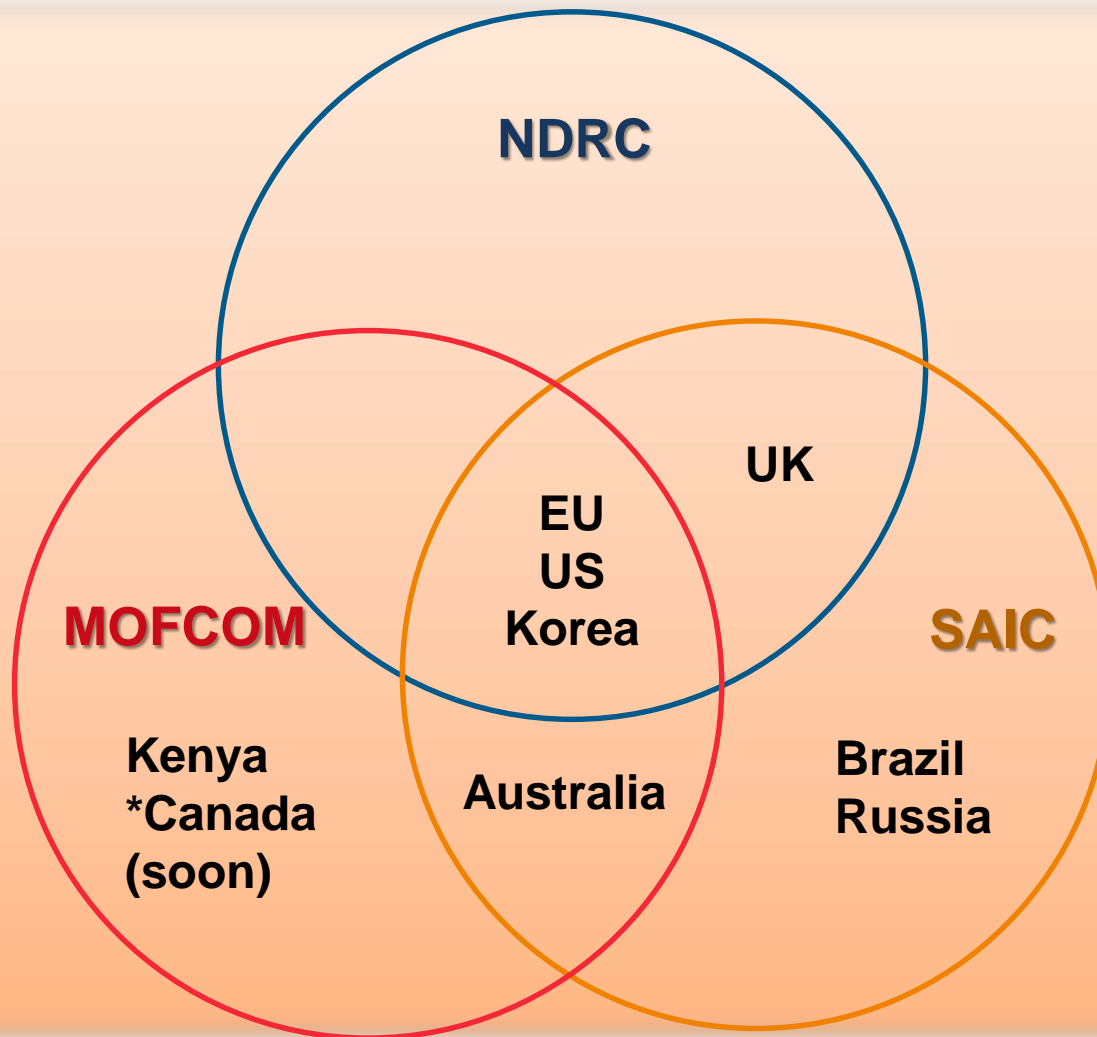 NDRC
UK
EU
US
Korea
MOFCOM
SAIC
Kenya
*Canada
(soon)
Australia
Brazil
Russia